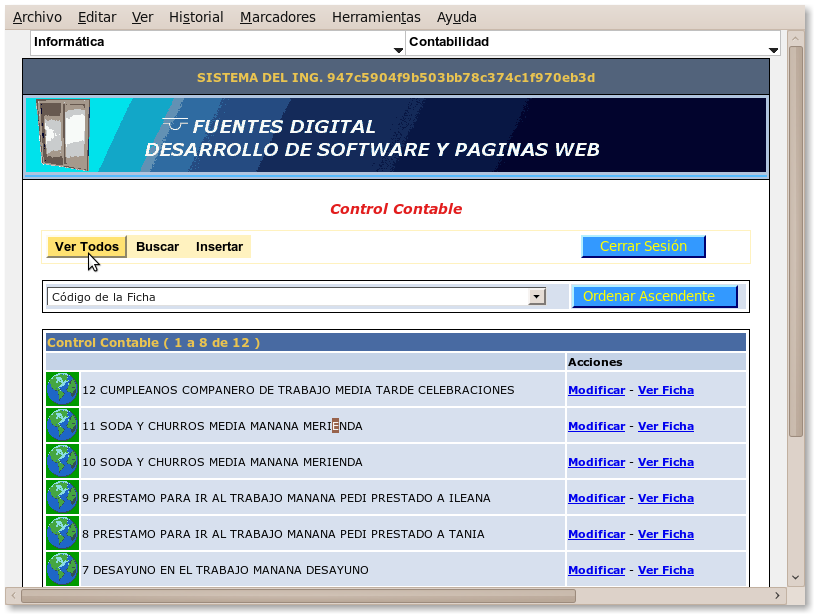 Archivo Editar Ver Historial Marcadores Herramientas Ayuda
Informática Contabilidad
SISTEMA DEL ING. 947c5904f9b503bb78c374c1f970eb3d
FUENTES DIGITAL
DESARROLLO DE SOFTWARE Y PAGINAS WEB
Control Contable
Ver Todos Buscar Insertar Cerrar Sesión
Código de la Ficha Ordenar Ascendente
Control Contable ( 1 a 8 de 12 )
Acciones
12 CUMPLEANOS COMPANERO DE TRABAJO MEDIA TARDE CELEBRACIONES Modificar - Ver Ficha
11 SODA Y CHURROS MEDIA MANANA MERIENDA Modificar - Ver Ficha
10 SODA Y CHURROS MEDIA MANANA MERIENDA Modificar - Ver Ficha
9 PRESTAMO PARA IR AL TRABAJO MANANA PEDI PRESTADO A ILEANA Modificar - Ver Ficha
8 PRESTAMO PARA IR AL TRABAJO MANANA PEDI PRESTADO A TANIA Modificar - Ver Ficha
7 DESAYUNO EN EL TRABAJO MANANA DESAYUNO Modificar - Ver Ficha